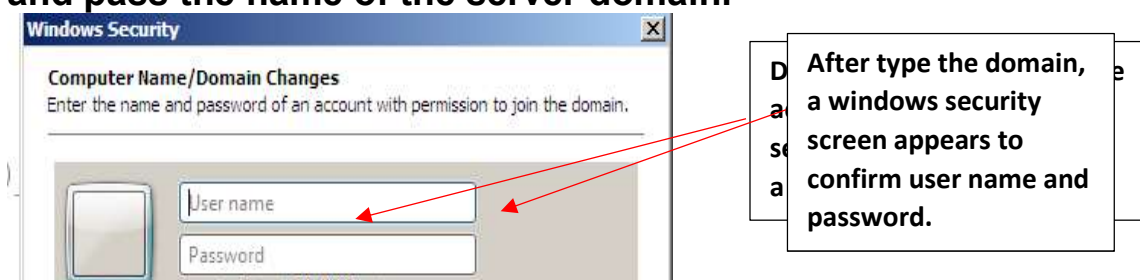 and pass the name of the server domain.
Windows Security
Computer Name/Domain Changes
Enter the name and password of an account with permission to join the domain.
User name
Password
After type the domain,
a windows security
screen appears to
confirm user name and
password.